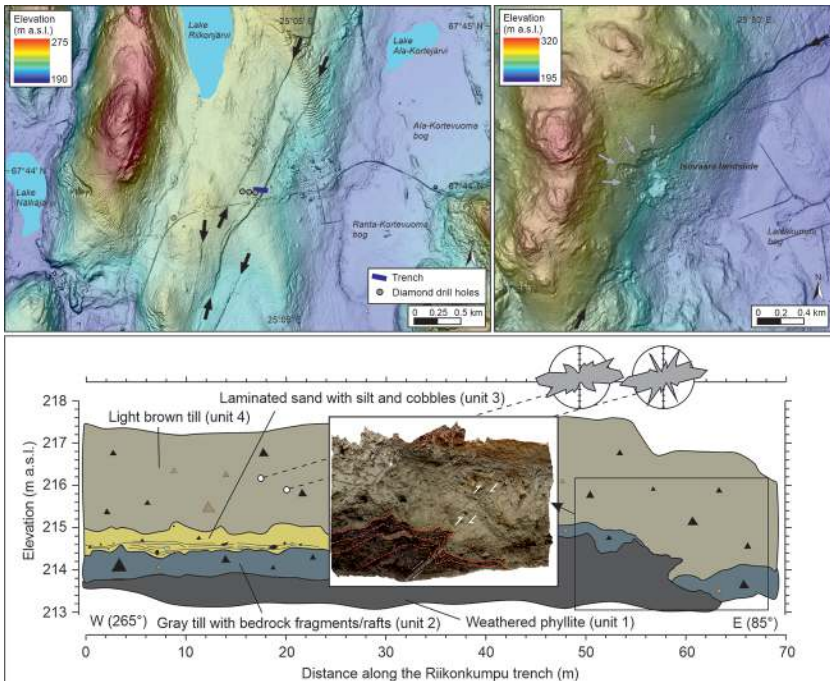 Elevation
(m a.s.l.)
275
190
Lake
Riikonjärvi
25°05' E
67°45' N
Lake
Ala-Kortejärvi
Ala-Kortevuoma
bog
67°44' N
Lake
67°44' N
Ranta-Kortevuoma
bog
Trench
Diamond drill holes
N
0 0.25 0.5 km
Elevation
(m a.s.l.)
320
195
Isovaara landslide
bog
N
0 0.2 0.4 km
Laminated sand with silt and cobbles (unit 3)
Light brown till (unit 4)
218
217
216
215
214
213
Elevation (m a.s.l.)
W (265°)
E (85°)
Gray till with bedrock fragments/rafts (unit 2)
Weathered phyllite (unit 1)
0 10 20 30 40 50 60 70
Distance along the Riikonkumpu trench (m)